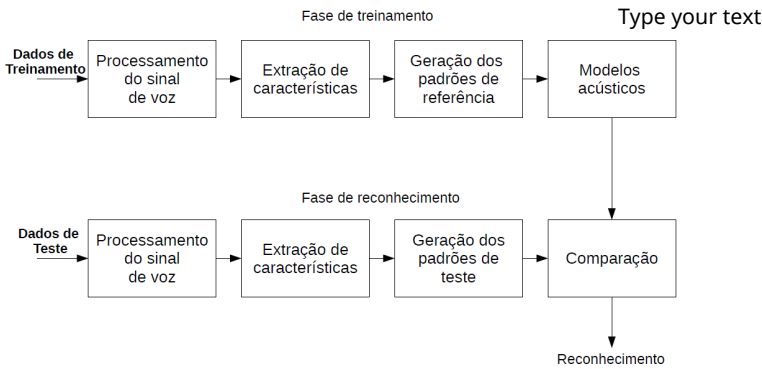 Fase de treinamento
Type your text
Dados de
Treinamento
Processamento
do sinal
de voz
Extração de
características
Geração dos
padrões de
referência
Modelos
acústicos
Fase de reconhecimento
Dados de
Teste
Processamento
do sinal
de voz
Extração de
características
Geração dos
padrões de
teste
Comparação
Reconhecimento